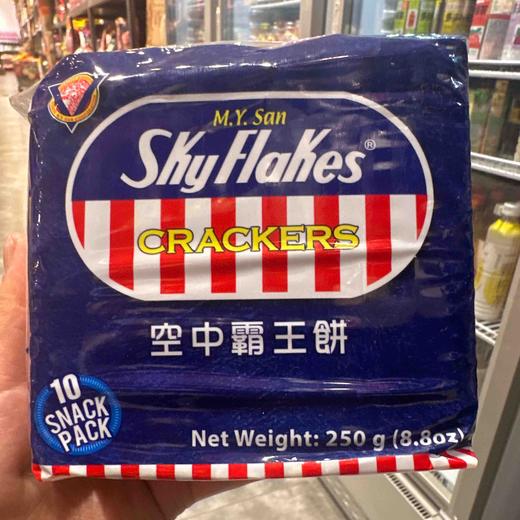 M.Y. San
SkyFlakes®
CRACKERS
空中霸王餅
10
SNACK
PACK
Net Weight: 250 g (8.8oz)